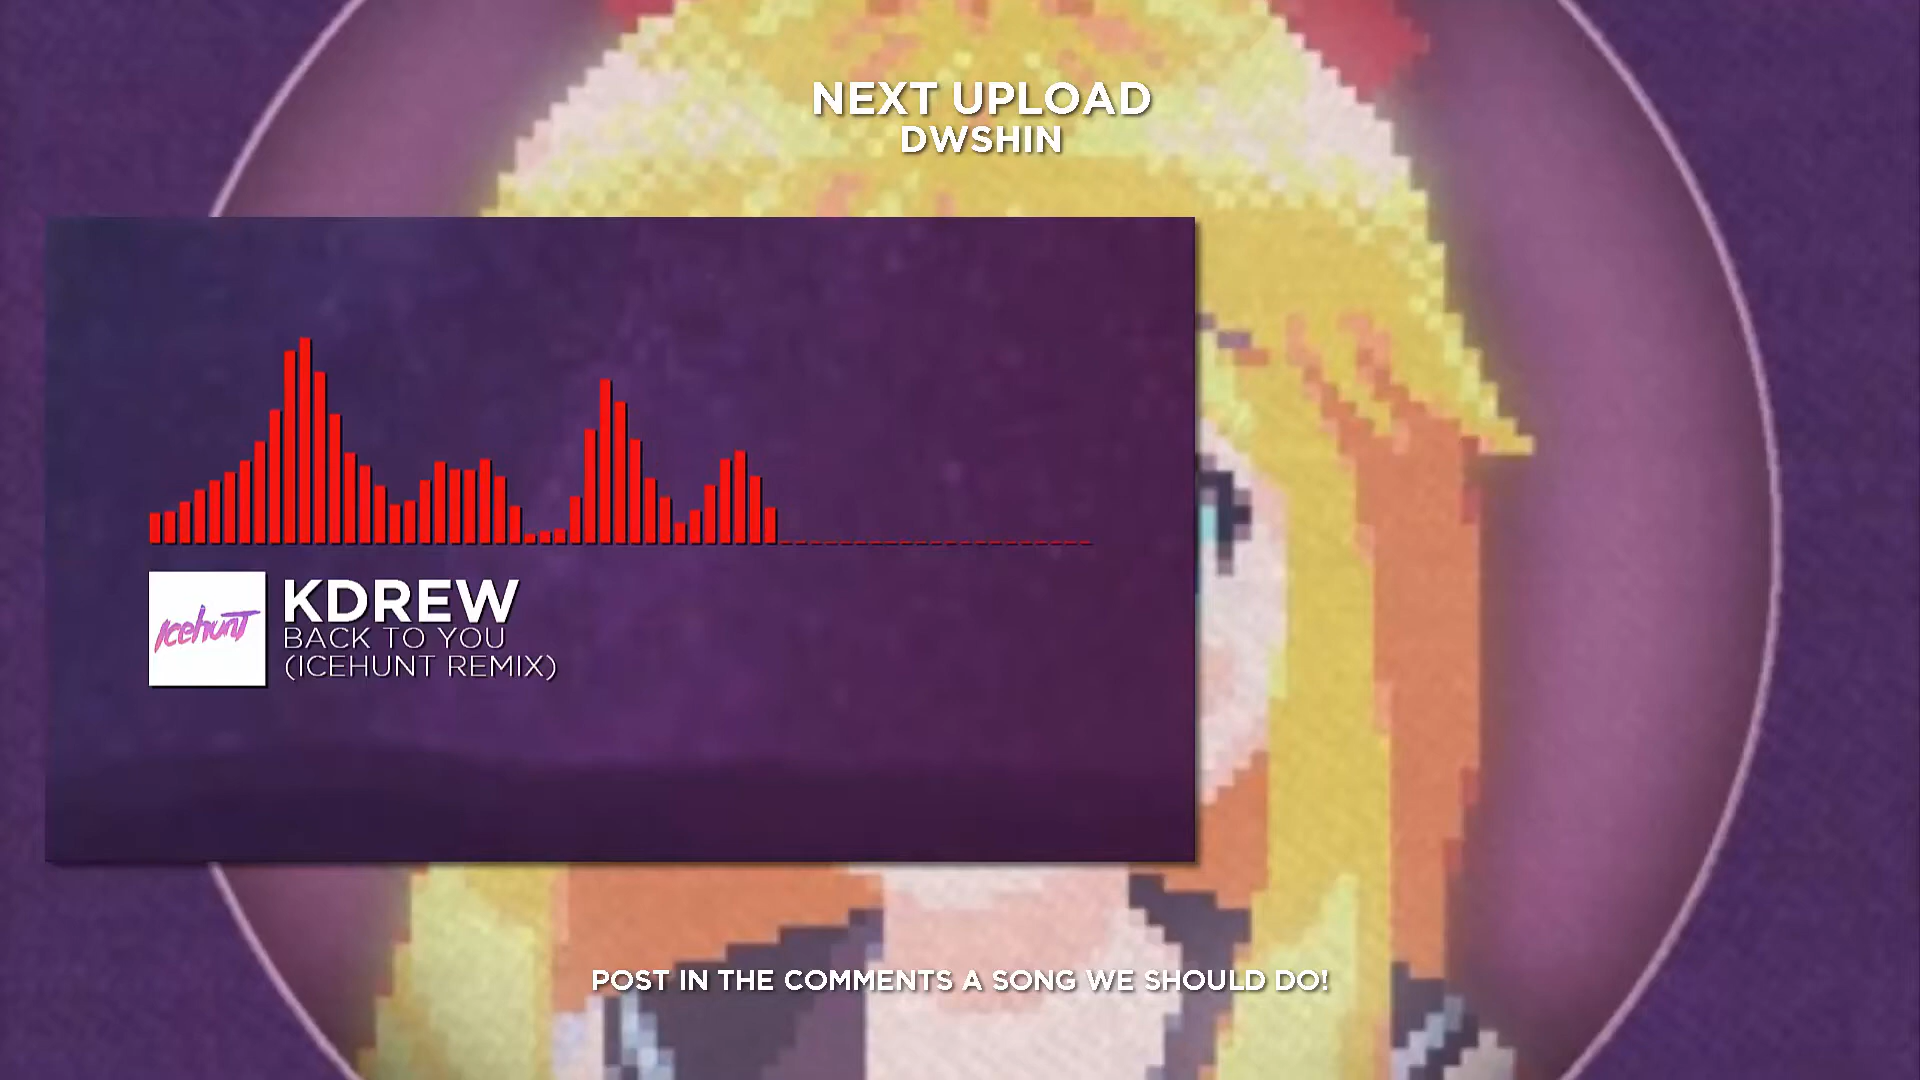 NEXT UPLOAD
DWSHIN
Icehunt
KDREW
BACK TO YOU
(ICEHUNT REMIX)
POST IN THE COMMENTS A SONG WE SHOULD DO!